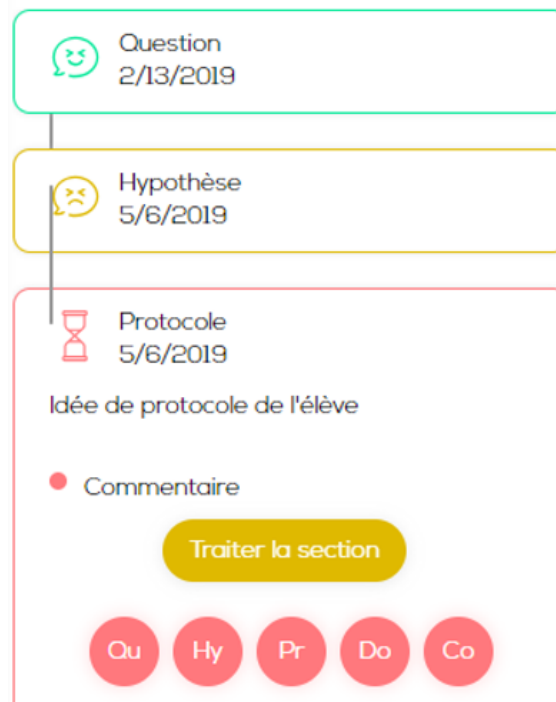 Question
2/13/2019
Hypothèse
5/6/2019
Protocole
5/6/2019
Idée de protocole de l'élève
Commentaire
Traiter la section
Qu Hy Pr Do Co